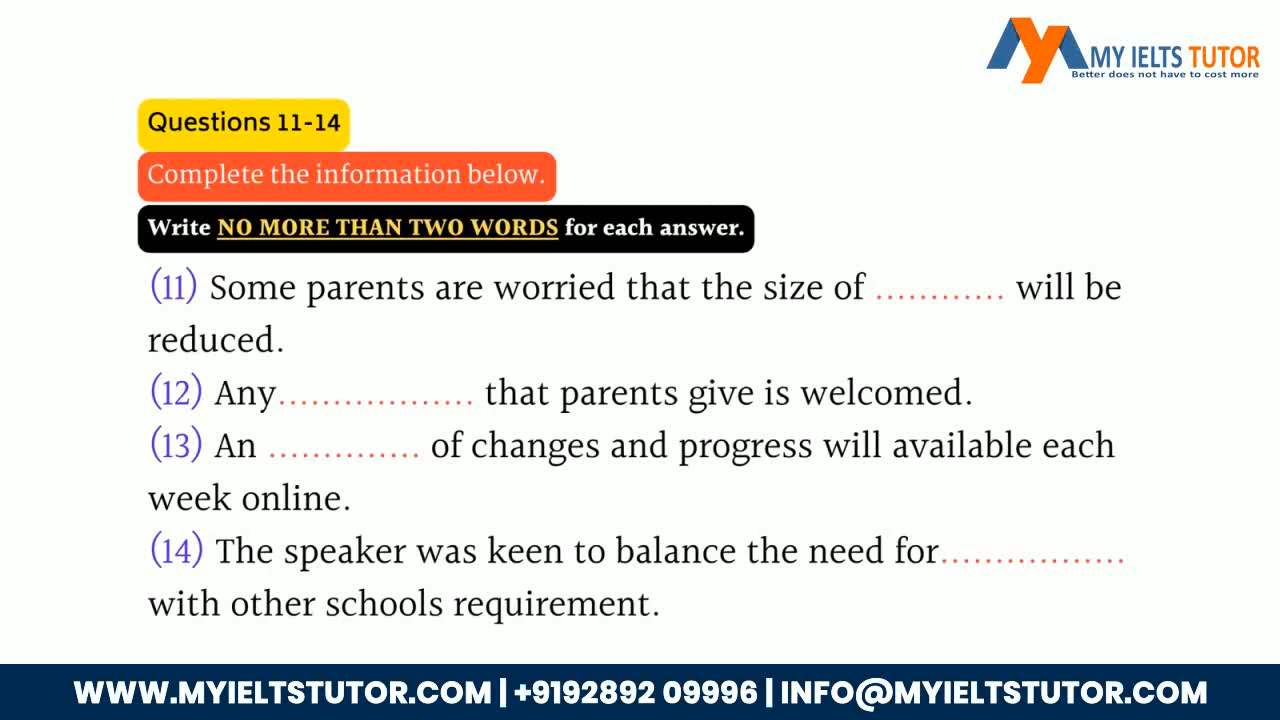 MY IELTS TUTOR
Better does not have to cost more
Questions 11-14
Complete the information below.
Write NO MORE THAN TWO WORDS for each answer.
(11) Some parents are worried that the size of ............ will be
reduced.
(12) Any.................. that parents give is welcomed.
(13) An .............. of changes and progress will available each
week online.
(14) The speaker was keen to balance the need for.................
with other schools requirement.
WWW.MYIELTSTUTOR.COM | +9192892 09996 | INFO@MYIELTSTUTOR.COM